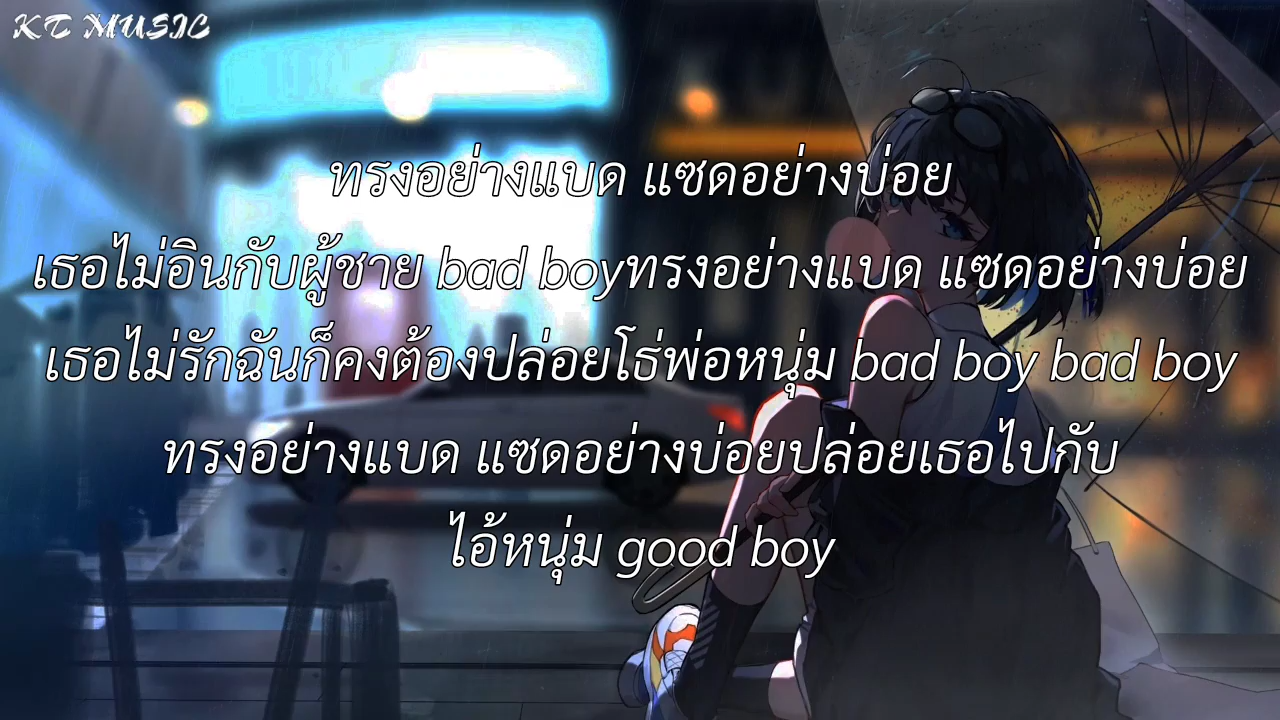 KT MUSIC
ทรงอย่างแบด แซดอย่างบ่อย
เธอไม่อินกับผู้ชาย bad boyทรงอย่างแบด แซดอย่างบ่อย
เธอไม่รักฉันก็คงต้องปล่อยโธ่พ่อหนุ่ม bad boy bad boy
ทรงอย่างแบด แซดอย่างบ่อยปล่อยเธอไปกับ
ไอ้หนุ่ม good boy